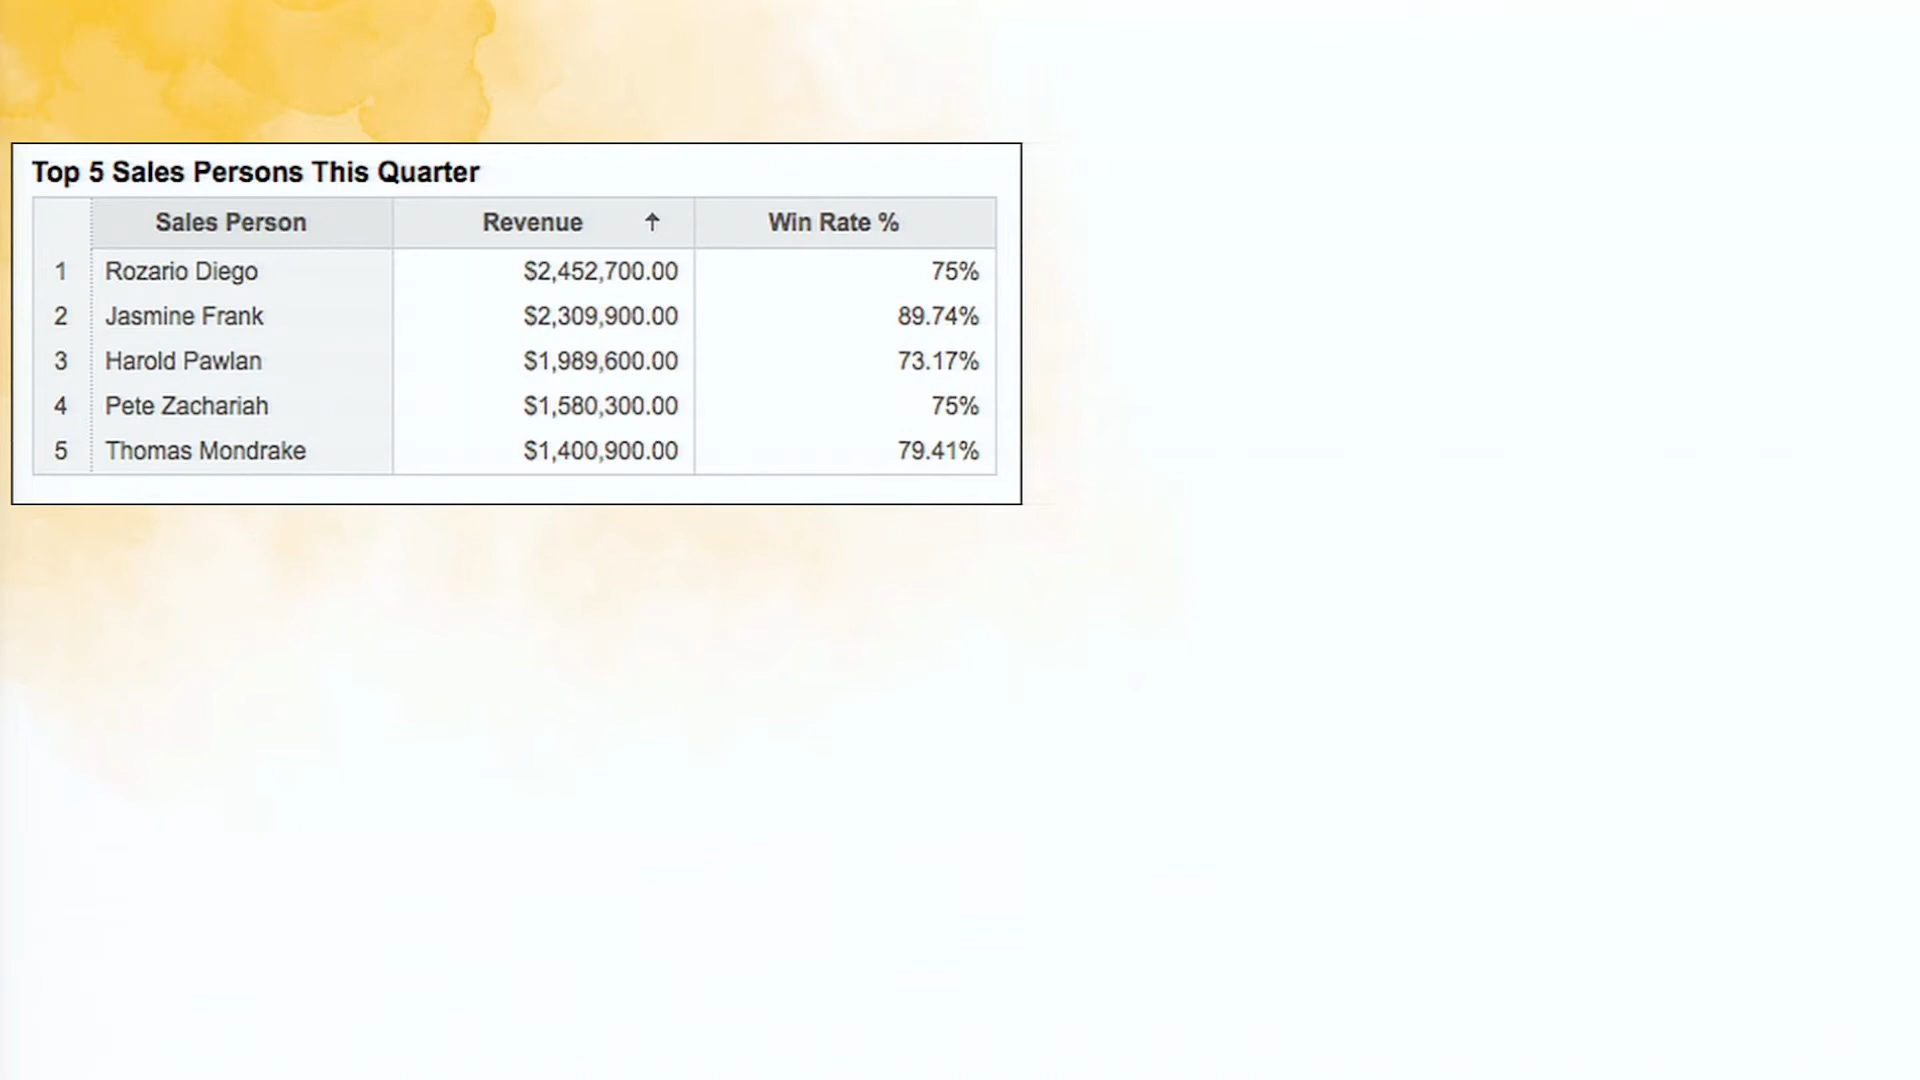 Top 5 Sales Persons This Quarter
Sales Person Revenue ↑ Win Rate %
1 Rozario Diego $2,452,700.00 75%
2 Jasmine Frank $2,309,900.00 89.74%
3 Harold Pawlan $1,989,600.00 73.17%
4 Pete Zachariah $1,580,300.00 75%
5 Thomas Mondrake $1,400,900.00 79.41%